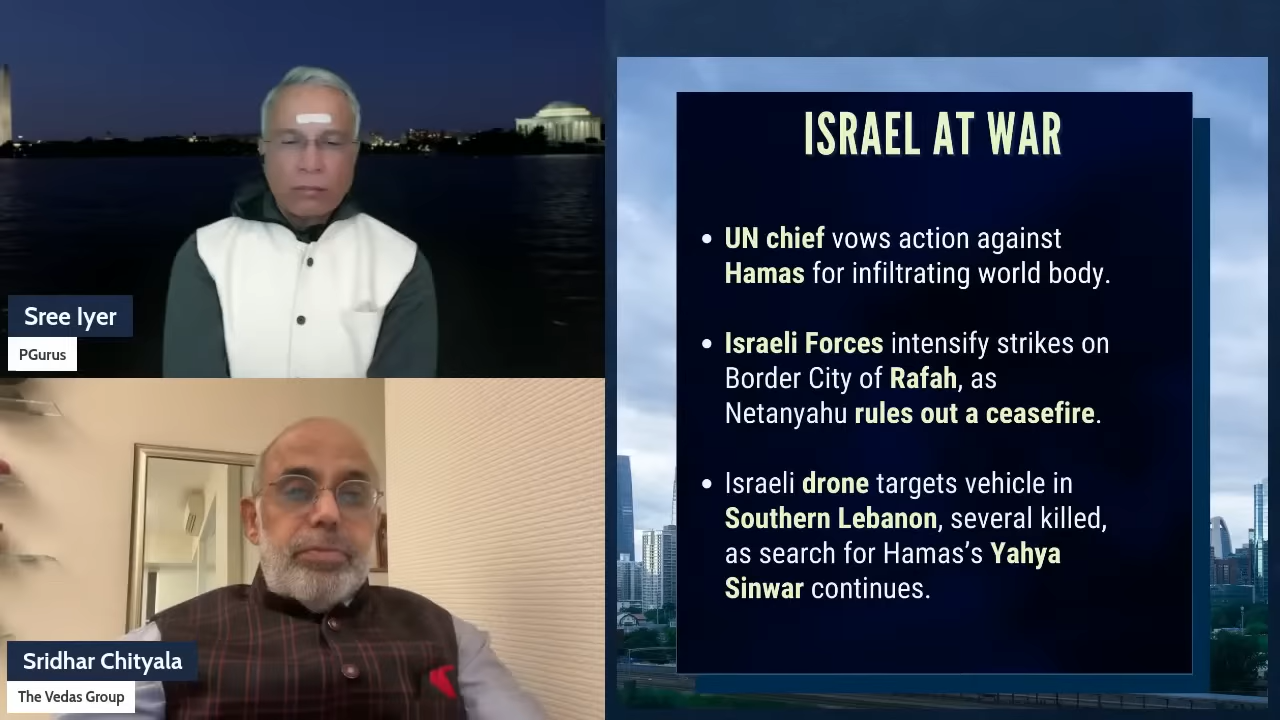 Sree Iyer
PGurus
Sridhar Chityala
The Vedas Group
ISRAEL AT WAR
• UN chief vows action against
Hamas for infiltrating world body.
• Israeli Forces intensify strikes on
Border City of Rafah, as
Netanyahu rules out a ceasefire.
• Israeli drone targets vehicle in
Southern Lebanon, several killed,
as search for Hamas’s Yahya
Sinwar continues.